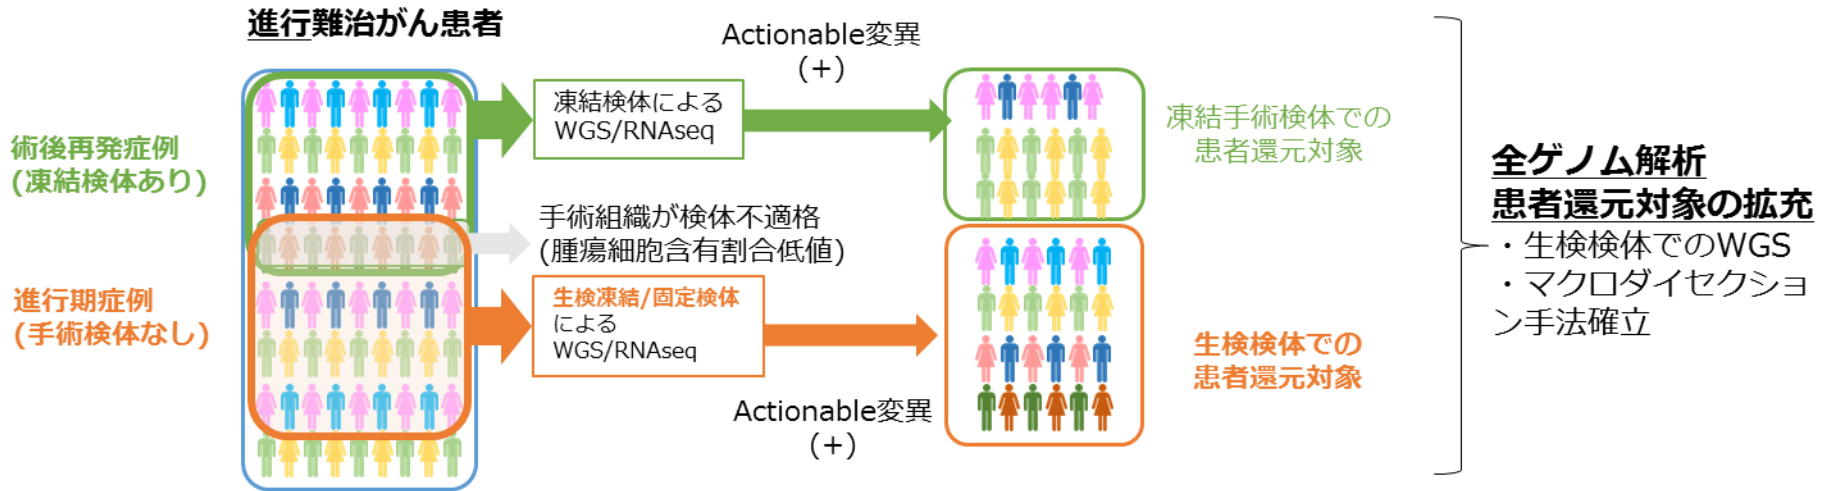 進行難治がん患者
Actionable変異
(+)
術後再発症例
(凍結検体あり)
凍結検体による
WGS/RNAseq
凍結手術検体での
患者還元対象
手術組織が検体不適格
(腫瘍細胞含有割合低値)
進行期症例
(手術検体なし)
生検凍結/固定検体
による
WGS/RNAseq
Actionable変異
(+)
生検検体での
患者還元対象
全ゲノム解析
患者還元対象の拡充
・生検検体でのWGS
・マクロダイセクショ
ン手法確立